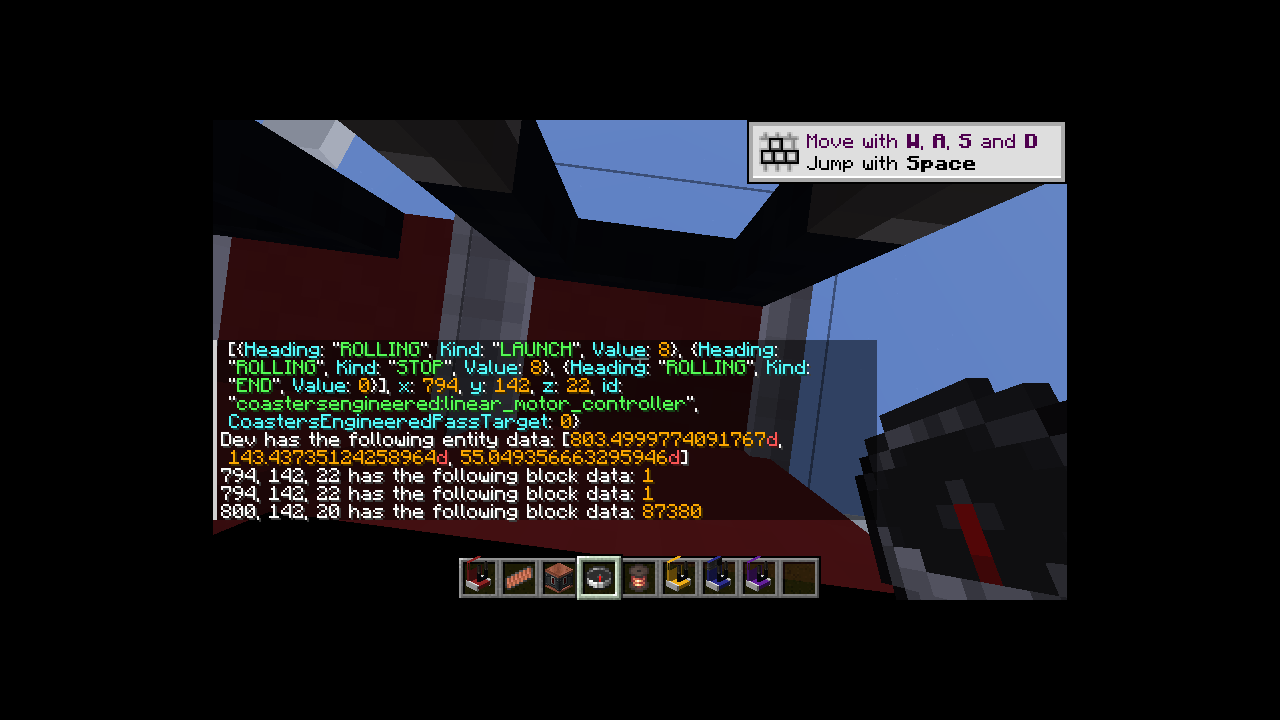 Move with W, A, S and D
Jump with Space
[{Heading: "ROLLING", Kind: "LAUNCH", Value: 8}, {Heading:
"ROLLING", Kind: "STOP", Value: 8}, {Heading: "ROLLING", Kind:
"END", Value: 0}], x: 794, y: 142, z: 22, id:
"coastersengineered:linear_motor_controller",
CoastersEngineeredPassTarget: 0}
Dev has the following entity data: [803.4999774091767d,
143.43735124258964d, 55.049356663295946d]
794, 142, 22 has the following block data: 1
794, 142, 22 has the following block data: 1
800, 142, 20 has the following block data: 87380